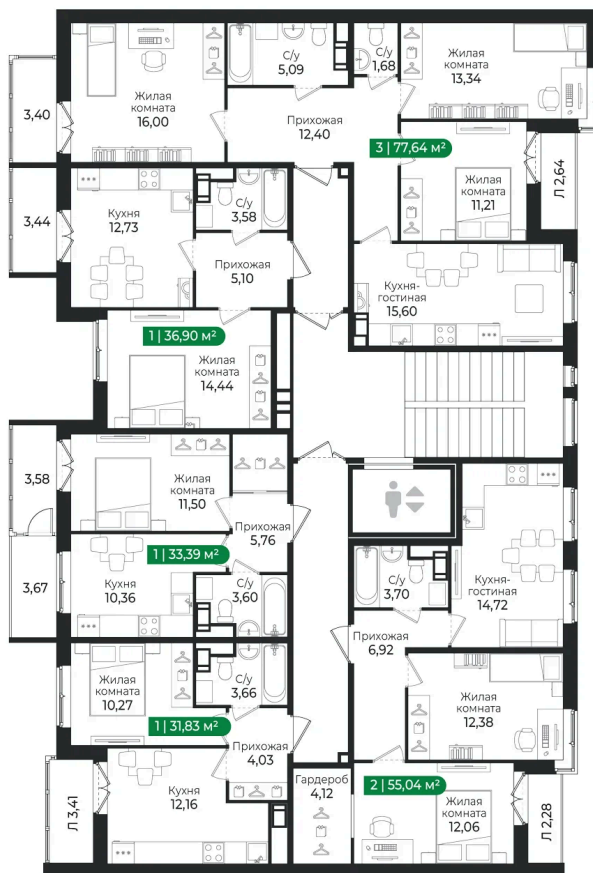 С/у
5,09
С/у
1,68
Жилая
комната
13,34
Жилая
комната
16,00
3,40
Прихожая
12,40
3 | 77,64 м²
Жилая
комната
11,21
Л 2,64
3,44
Кухня
12,73
С/у
3,58
Прихожая
5,10
Кухня-
гостиная
15,60
1 | 36,90 м²
Жилая
комната
14,44
3,58
Жилая
комната
11,50
Прихожая
5,76
1 | 33,39 м²
3,67
Кухня
10,36
С/у
3,60
С/у
3,70
Кухня-
гостиная
14,72
Прихожая
6,92
Жилая
комната
10,27
С/у
3,66
1 | 31,83 м²
Прихожая
4,03
Жилая
комната
12,38
Л 3,41
Кухня
12,16
Гардероб
4,12
2 | 55,04 м²
Жилая
комната
12,06
Л 2,28